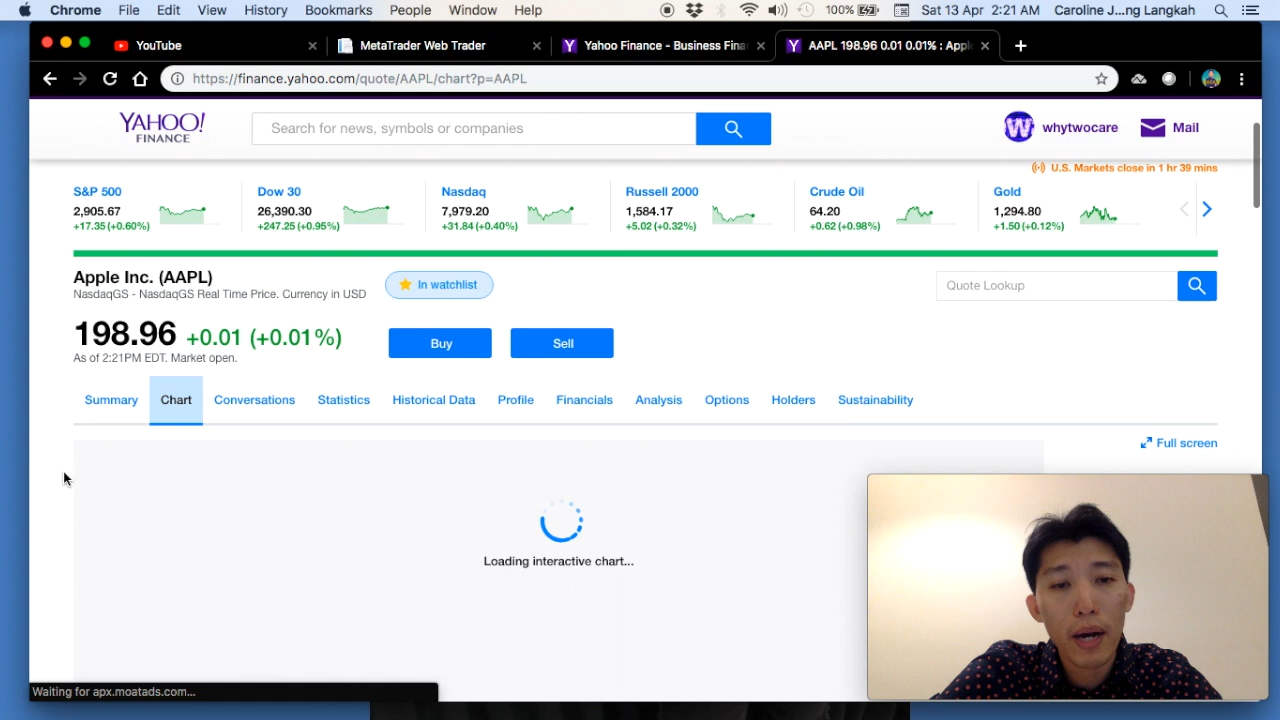 Chrome File Edit View History Bookmarks People Window Help 100% Sat 13 Apr 2:21 AM Caroline J...ng Langkah
YouTube
MetaTrader Web Trader
Yahoo Finance - Business Fina
AAPL 198.96 0.01 0.01% : Appl
https://finance.yahoo.com/quote/AAPL/chart?p=AAPL
YAHOO!
FINANCE
Search for news, symbols or companies
W whytwocare
Mail
U.S. Markets close in 1 hr 39 mins
S&P 500
2,905.67
+17.35 (+0.60%)
Dow 30
26,390.30
+247.25 (+0.95%)
Nasdaq
7,979.20
+31.84 (+0.40%)
Russell 2000
1,584.17
+5.02 (+0.32%)
Crude Oil
64.20
+0.62 (+0.98%)
Gold
1,294.80
+1.50 (+0.12%)
Apple Inc. (AAPL)
NasdaqGS - NasdaqGS Real Time Price. Currency in USD
In watchlist
Quote Lookup
198.96 +0.01 (+0.01%)
As of 2:21PM EDT. Market open.
Buy
Sell
Summary Chart Conversations Statistics Historical Data Profile Financials Analysis Options Holders Sustainability
Full screen
Loading interactive chart...
Waiting for apx.moatads.com...